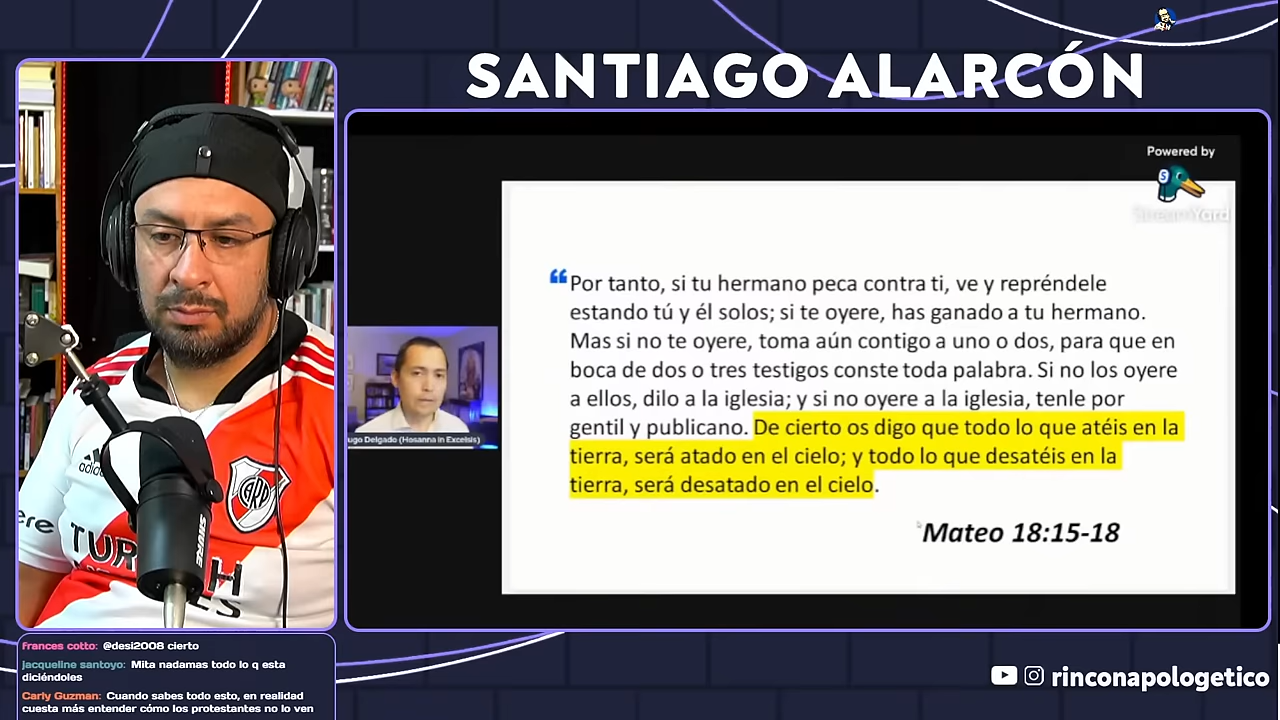 SANTIAGO ALARCÓN
Powered by
StreamYard
“Por tanto, si tu hermano peca contra ti, ve y repréndele
estando tú y él solos; si te oyere, has ganado a tu hermano.
Mas si no te oyere, toma aún contigo a uno o dos, para que en
boca de dos o tres testigos conste toda palabra. Si no los oyere
a ellos, dilo a la iglesia; y si no oyere a la iglesia, tenle por
gentil y publicano. De cierto os digo que todo lo que atéis en la
tierra, será atado en el cielo; y todo lo que desatéis en la
tierra, será desatado en el cielo.
Mateo 18:15-18
ugo Delgado (Hosanna in Excelsis)
adidas
CARP
SHURE
frances cotto: @desi2008 cierto
jacqueline santoyo: Mita nadamas todo lo q esta
diciéndoles
Carly Guzman: Cuando sabes todo esto, en realidad
cuesta más entender cómo los protestantes no lo ven
rinconapologetico